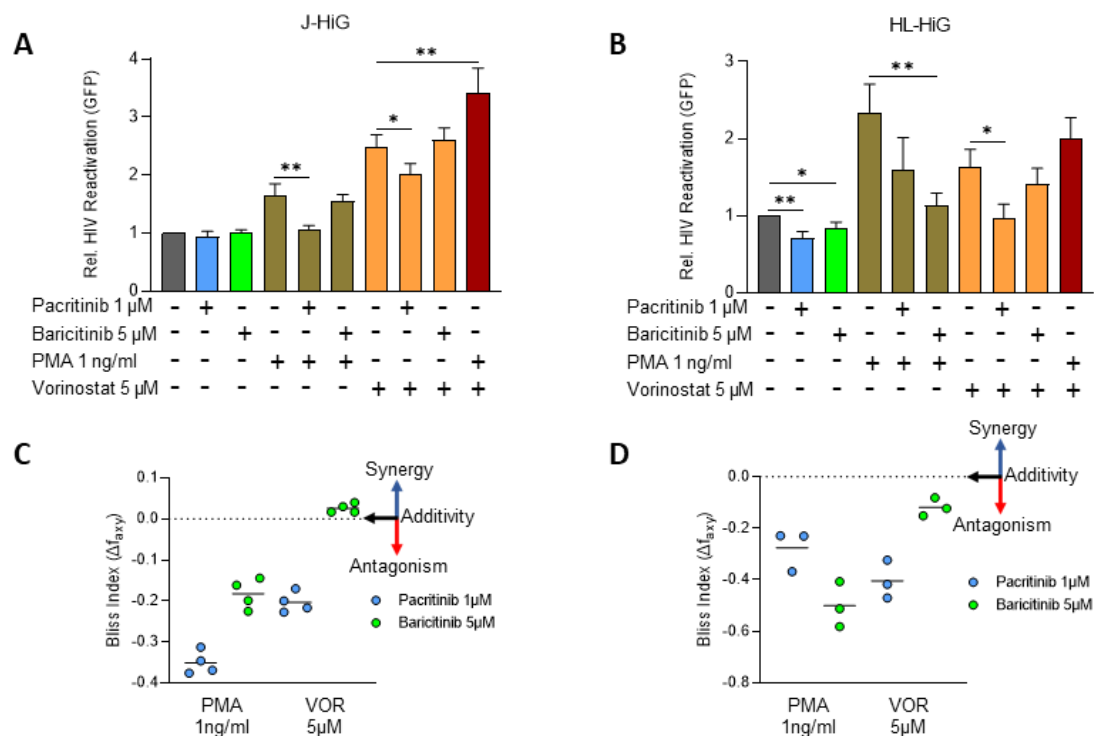 A
J-HiG
Rel. HIV Reactivation (GFP)
4
3
2
1
0
**
*
**
Pacritinib 1 µM - + - - + - - + - -
Baricitinib 5 µM - - + - - + - - + -
PMA 1 ng/ml - - - + + + - - - +
Vorinostat 5 µM - - - - - - + + + +
B
HL-HiG
Rel. HIV Reactivation (GFP)
3
2
1
0
**
*
**
*
Pacritinib 1 µM - + - - + - - + - -
Baricitinib 5 µM - - + - - + - - + -
PMA 1 ng/ml - - - + + + - - - +
Vorinostat 5 µM - - - - - - + + + +
C
Bliss Index (Δfaxy)
0.1
0.0
-0.1
-0.2
-0.3
-0.4
Synergy
Additivity
Antagonism
Pacritinib 1µM
Baricitinib 5µM
PMA VOR
1ng/ml 5µM
D
Bliss Index (Δfaxy)
0.0
-0.2
-0.4
-0.6
-0.8
Synergy
Additivity
Antagonism
Pacritinib 1µM
Baricitinib 5µM
PMA VOR
1ng/ml 5µM